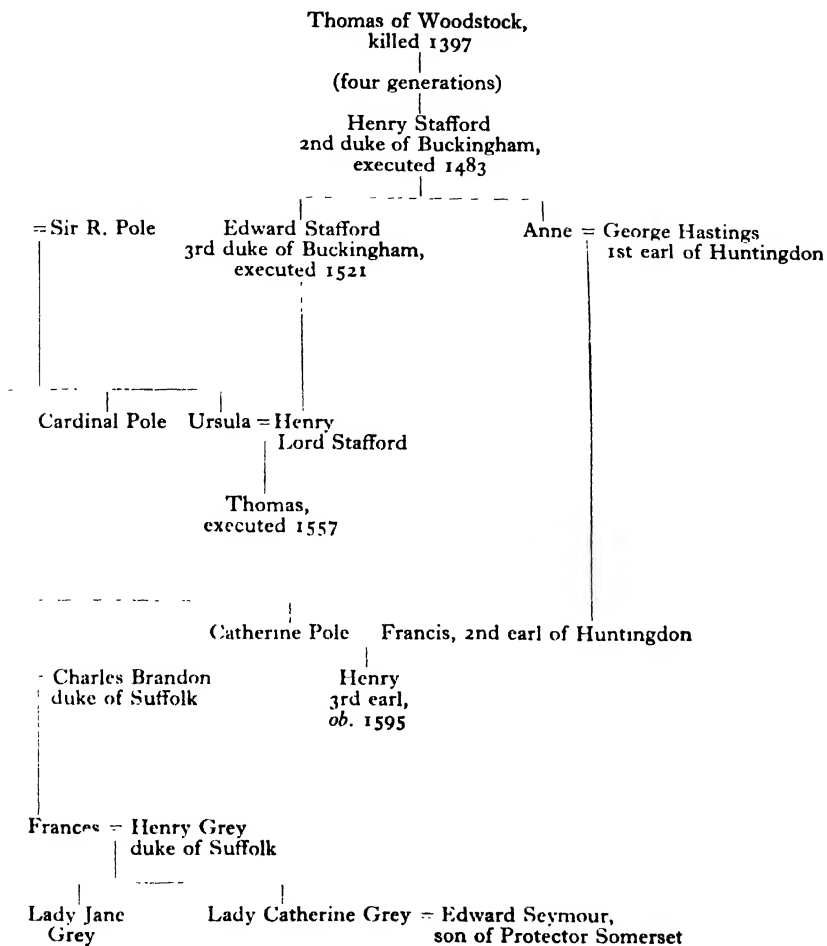 Thomas of Woodstock,
killed 1397
(four generations)
Henry Stafford
2nd duke of Buckingham,
executed 1483
= Sir R. Pole
Edward Stafford
3rd duke of Buckingham,
executed 1521
Anne = George Hastings
1st earl of Huntingdon
Cardinal Pole
Ursula = Henry
Lord Stafford
Thomas,
executed 1557
Catherine Pole
Francis, 2nd earl of Huntingdon
- Charles Brandon
duke of Suffolk
Henry
3rd earl,
ob. 1595
Frances = Henry Grey
duke of Suffolk
Lady Jane
Grey
Lady Catherine Grey = Edward Seymour,
son of Protector Somerset